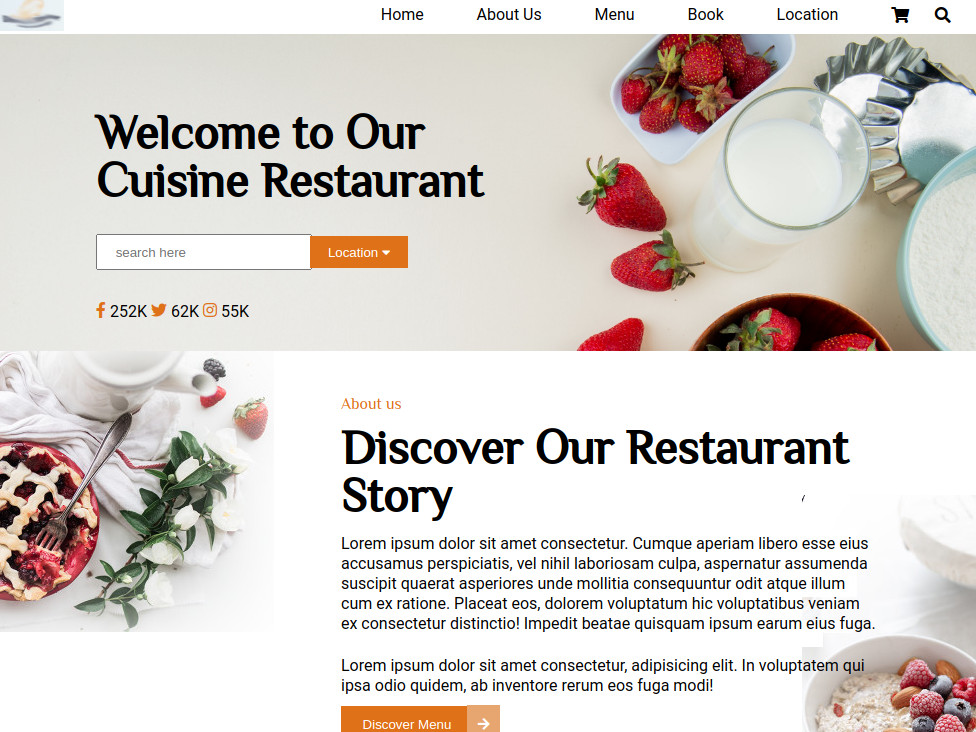 Home About Us Menu Book Location
Welcome to Our
Cuisine Restaurant
search here Location
252K 62K 55K
About us
Discover Our Restaurant
Story
Lorem ipsum dolor sit amet consectetur. Cumque aperiam libero esse eius
accusamus perspiciatis, vel nihil laboriosam culpa, aspernatur assumenda
suscipit quaerat asperiores unde mollitia consequuntur odit atque illum
cum ex ratione. Placeat eos, dolorem voluptatum hic voluptatibus veniam
ex consectetur distinctio! Impedit beatae quisquam ipsum earum eius fuga.
Lorem ipsum dolor sit amet consectetur, adipisicing elit. In voluptatem qui
ipsa odio quidem, ab inventore rerum eos fuga modi!
Discover Menu